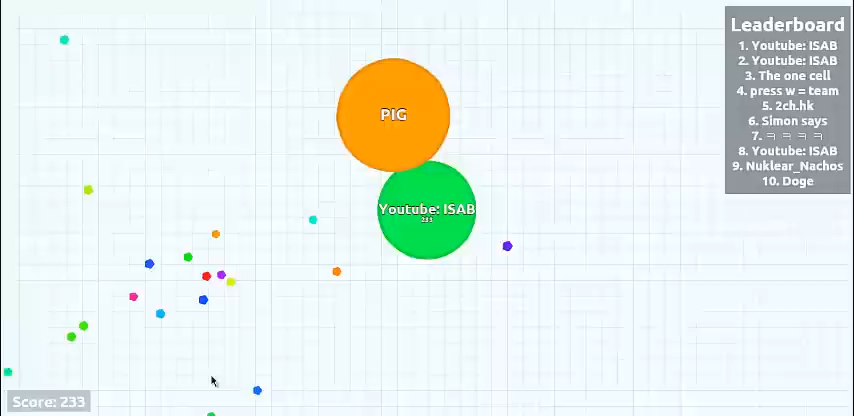 Leaderboard
1. Youtube: ISAB
2. Youtube: ISAB
3. The one cell
4. press w = team
5. 2ch.hk
6. Simon says
7. ㅋ ㅋ ㅋ ㅋ
8. Youtube: ISAB
9. Nuklear_Nachos
10. Doge
PIG
Youtube: ISAB
233
Score: 233